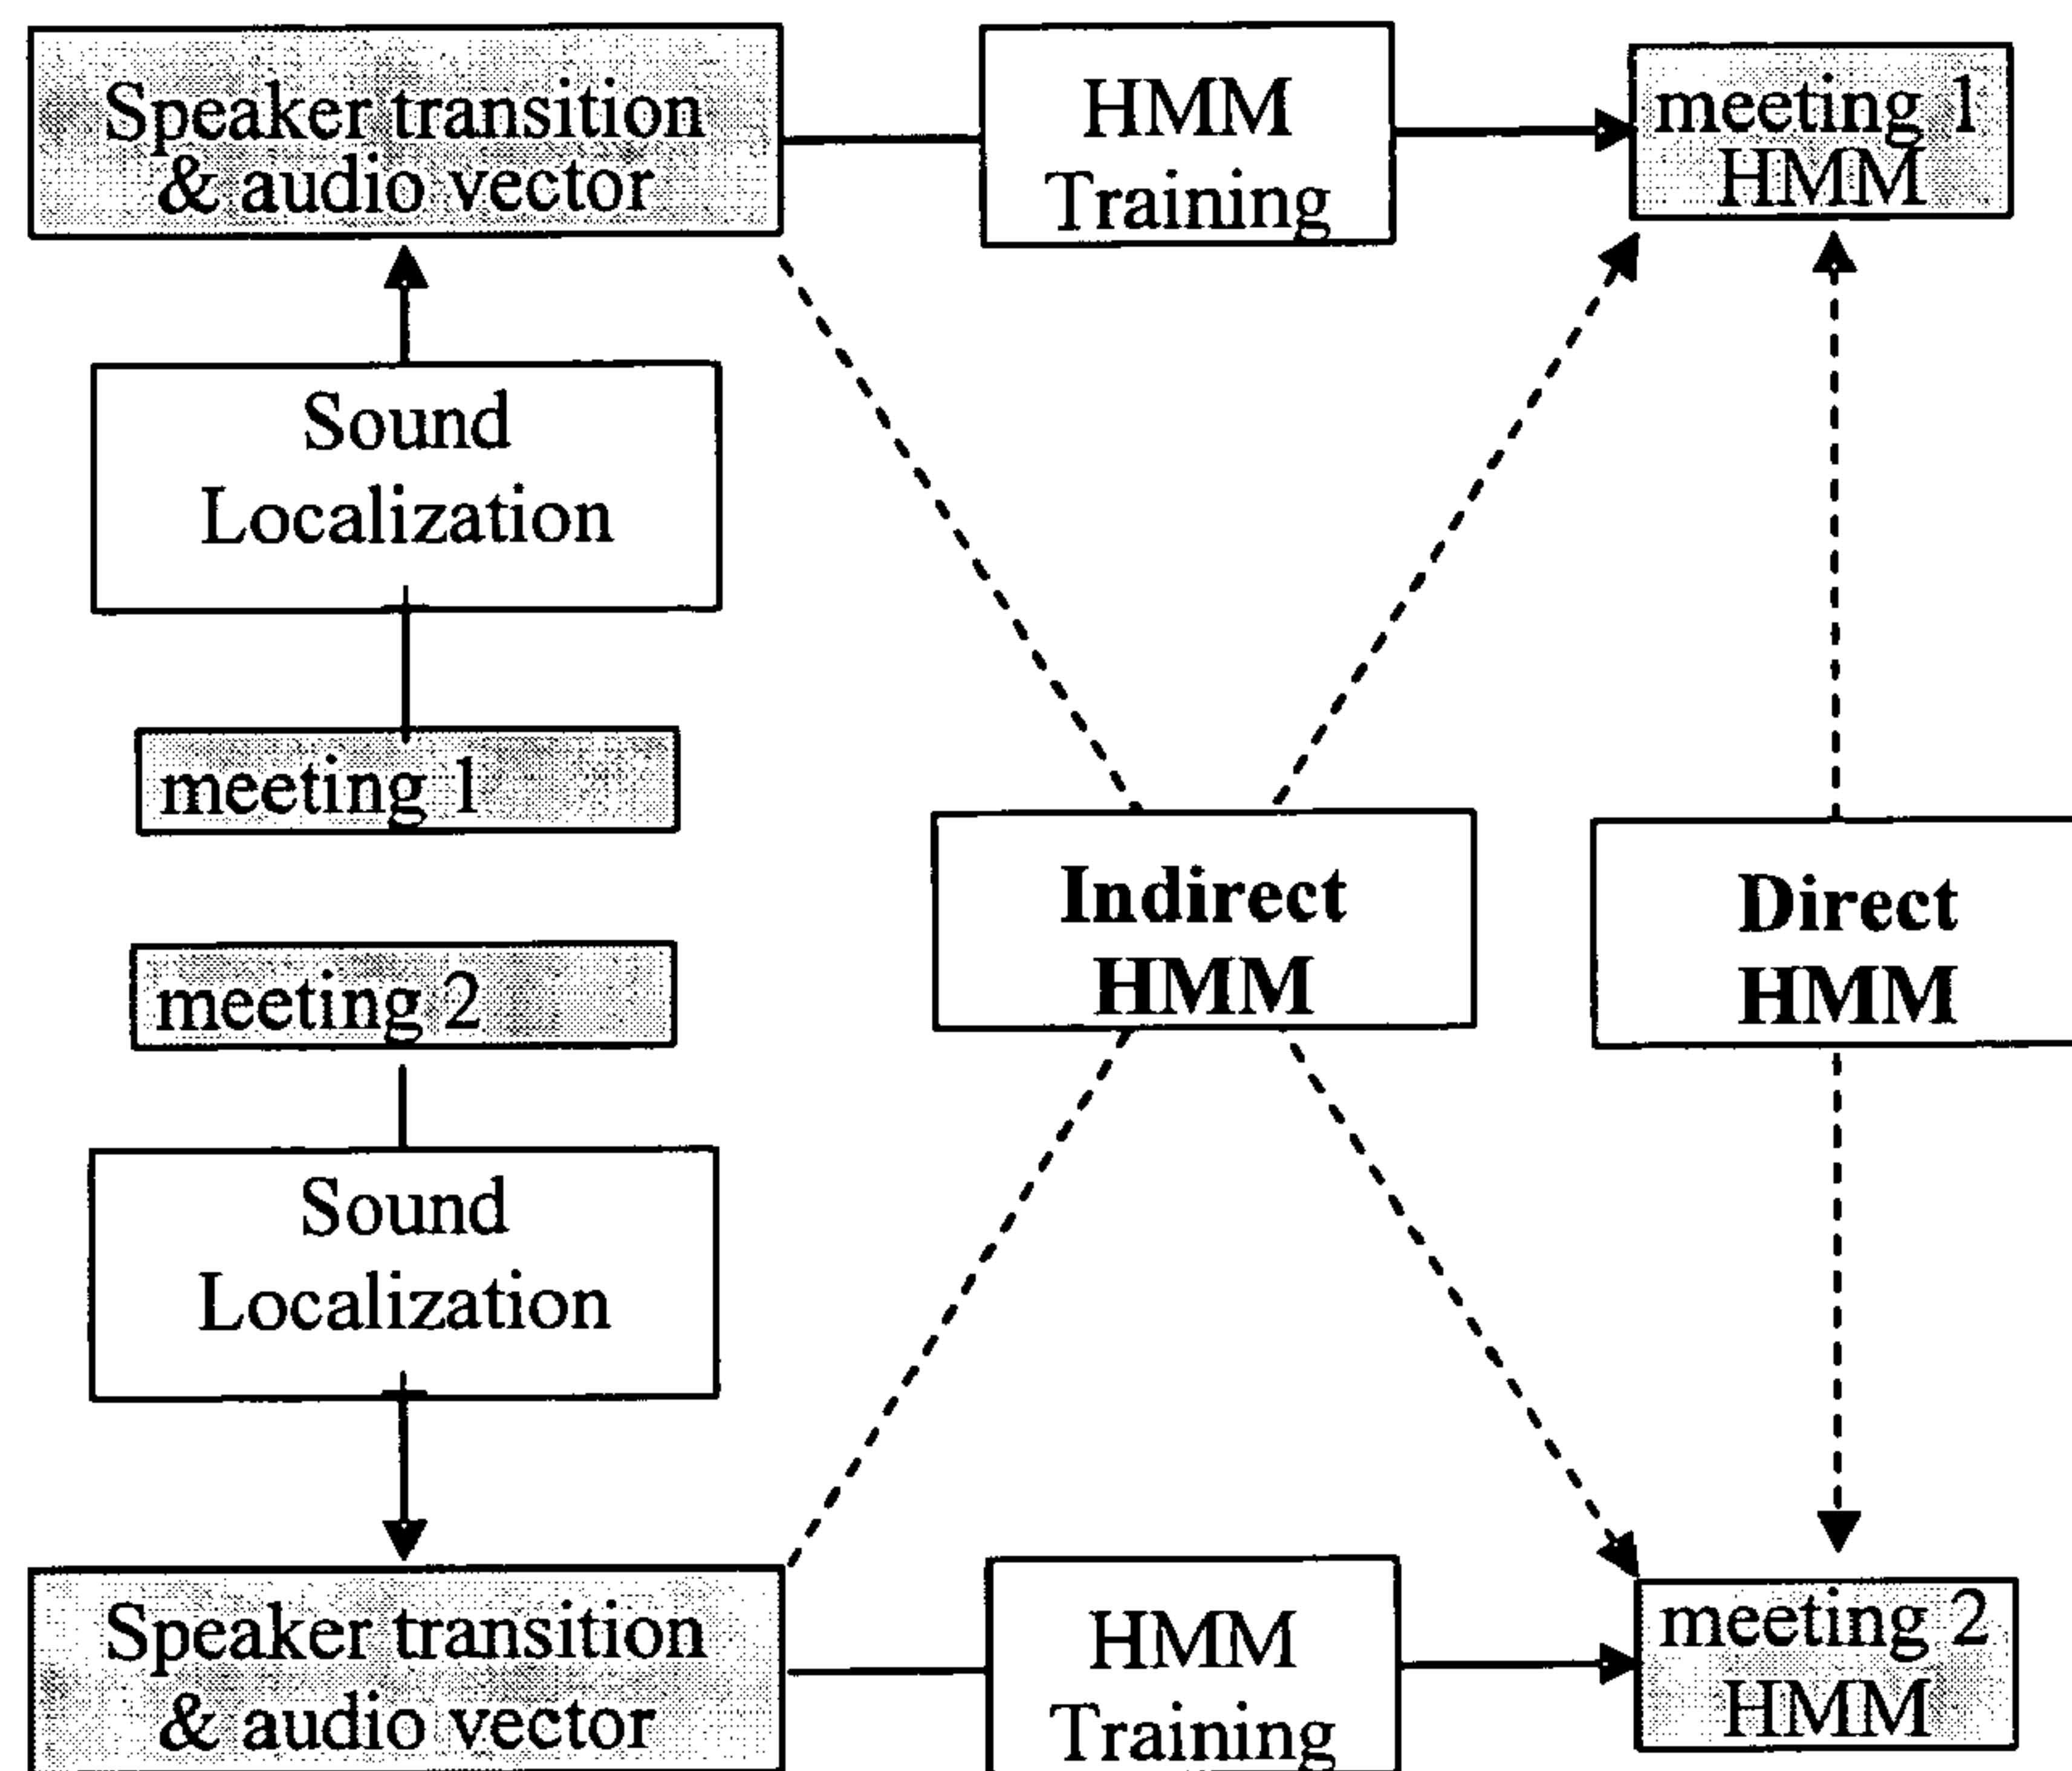 Speaker transition
& audio vector
HMM
Training
meeting 1
HMM
Sound
Localization
meeting 1
Indirect
HMM
Direct
HMM
meeting 2
Sound
Localization
Speaker transition
& audio vector
HMM
Training
meeting 2
HMM